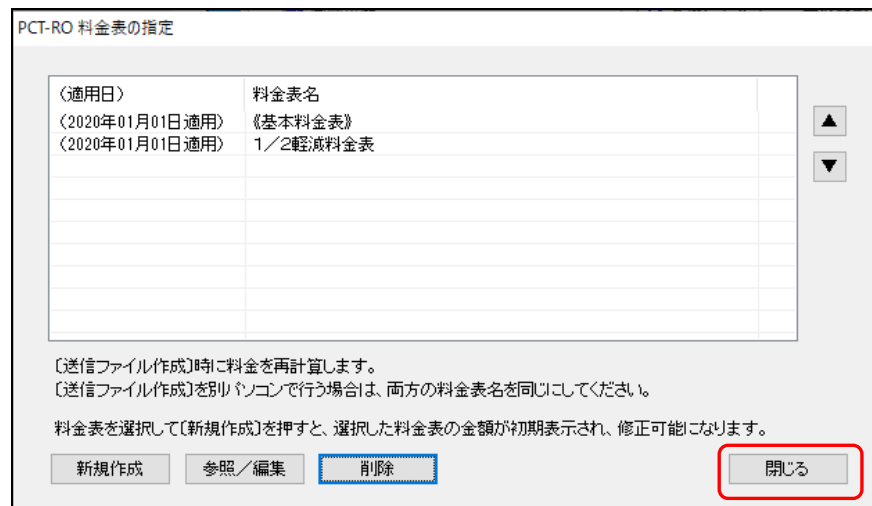 PCT-RO 料金表の指定
（適用日） 料金表名
（2020年01月01日適用） 《基本料金表》
（2020年01月01日適用） 1／2軽減料金表
▲
▼
〔送信ファイル作成〕時に料金を再計算します。
〔送信ファイル作成〕を別パソコンで行う場合は、両方の料金表名を同じにしてください。
料金表を選択して〔新規作成〕を押すと、選択した料金表の金額が初期表示され、修正可能になります。
新規作成 参照／編集 削除 閉じる